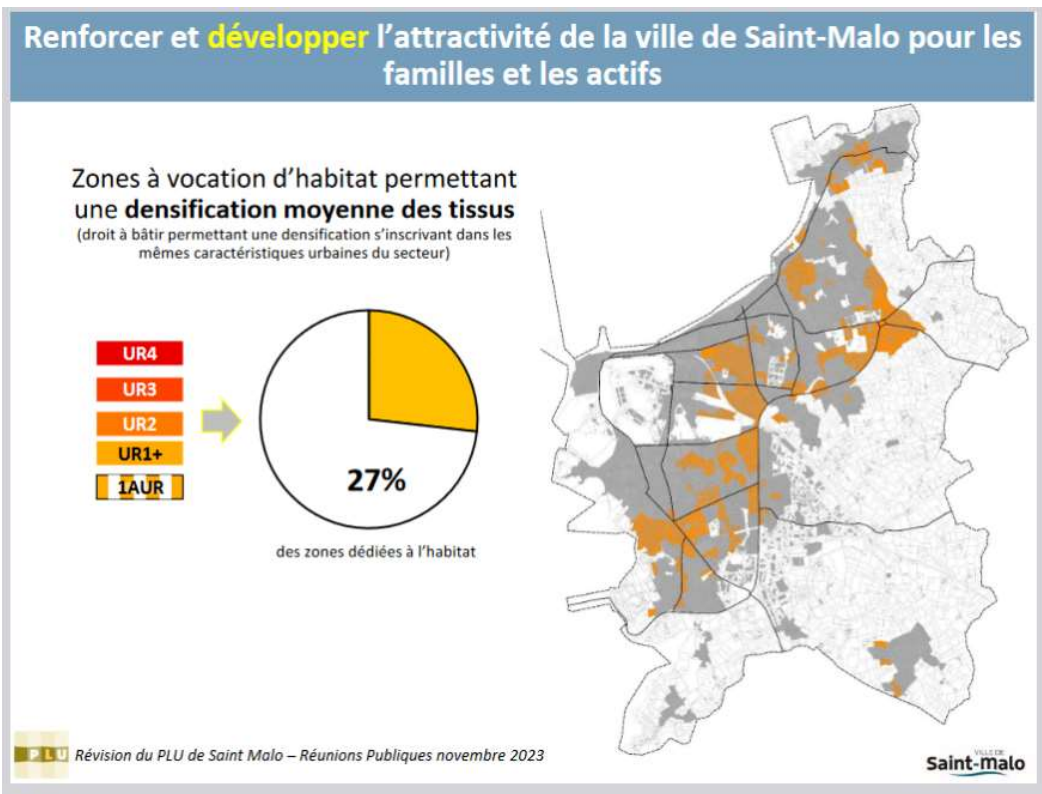 Renforcer et développer l'attractivité de la ville de Saint-Malo pour les
familles et les actifs
Zones à vocation d'habitat permettant
une densification moyenne des tissus
(droit à bâtir permettant une densification s'inscrivant dans les
mêmes caractéristiques urbaines du secteur)
UR4
UR3
UR2
UR1+
1AUR
27%
des zones dédiées à l'habitat
PLU
Révision du PLU de Saint Malo – Réunions Publiques novembre 2023
VILLE DE
Saint-malo